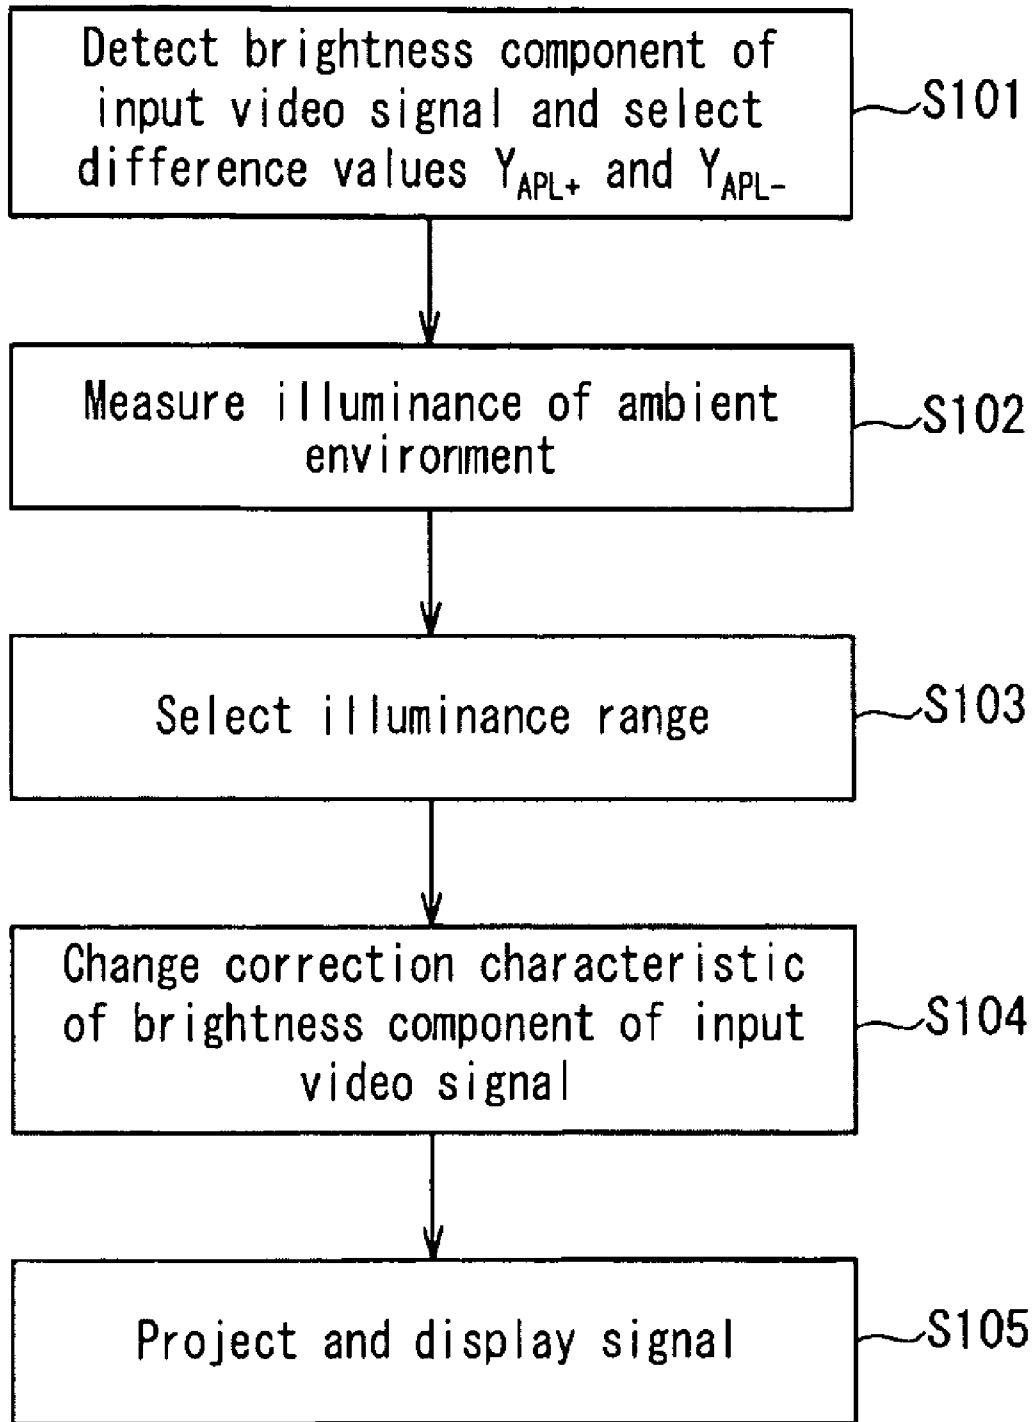 Detect brightness component of
input video signal and select
difference values Y_APL+ and Y_APL-
S101
Measure illuminance of ambient
environment
S102
Select illuminance range
S103
Change correction characteristic
of brightness component of input
video signal
S104
Project and display signal
S105